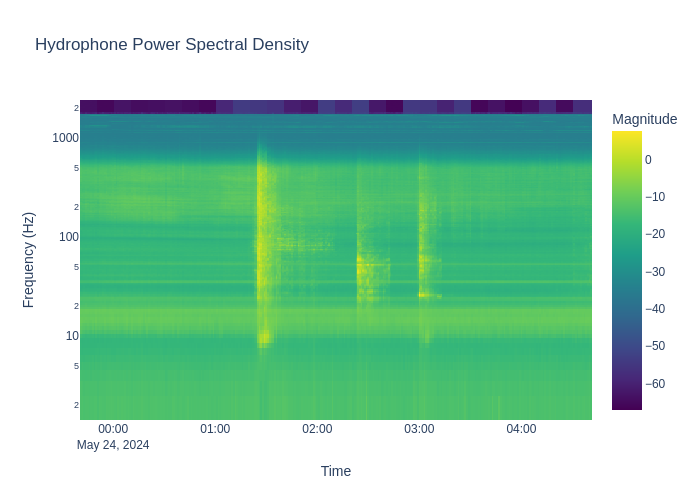 Hydrophone Power Spectral Density
Magnitude
2
1000
5
2
100
5
2
10
5
2
Frequency (Hz)
0
−10
−20
−30
−40
−50
−60
00:00 01:00 02:00 03:00 04:00
May 24, 2024
Time